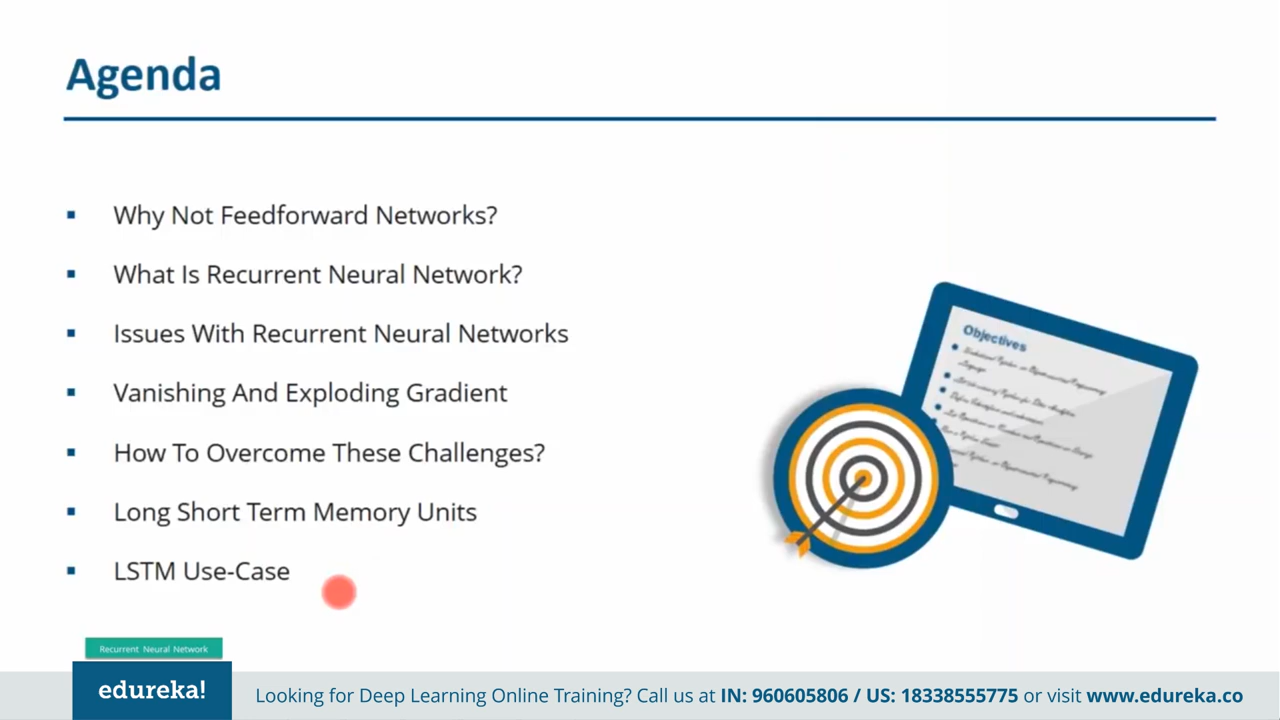 Agenda
Why Not Feedforward Networks?
What Is Recurrent Neural Network?
Issues With Recurrent Neural Networks
Vanishing And Exploding Gradient
How To Overcome These Challenges?
Long Short Term Memory Units
LSTM Use-Case
Objectives
Recurrent Neural Network
edureka!
Looking for Deep Learning Online Training? Call us at IN: 960605806 / US: 18338555775 or visit www.edureka.co